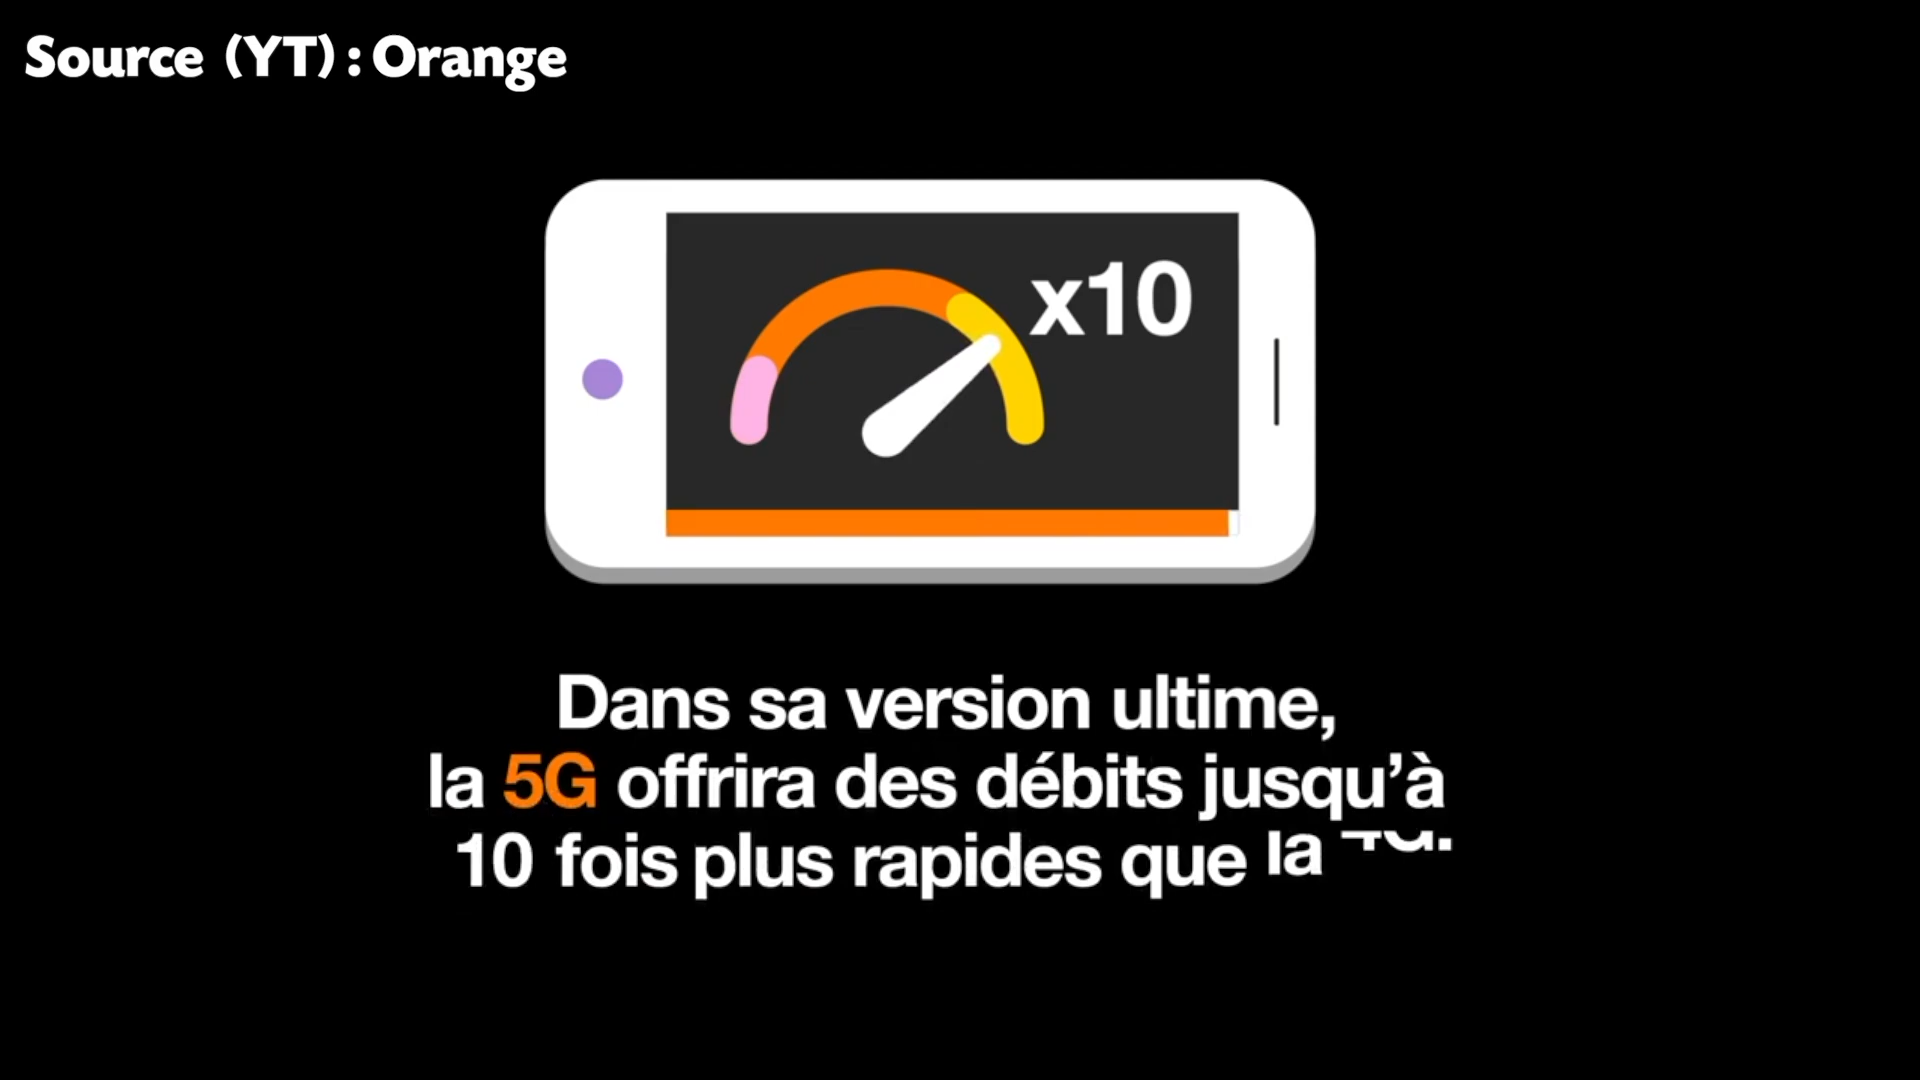 Source (YT) : Orange
x10
Dans sa version ultime,
la 5G offrira des débits jusqu’à
10 fois plus rapides que la